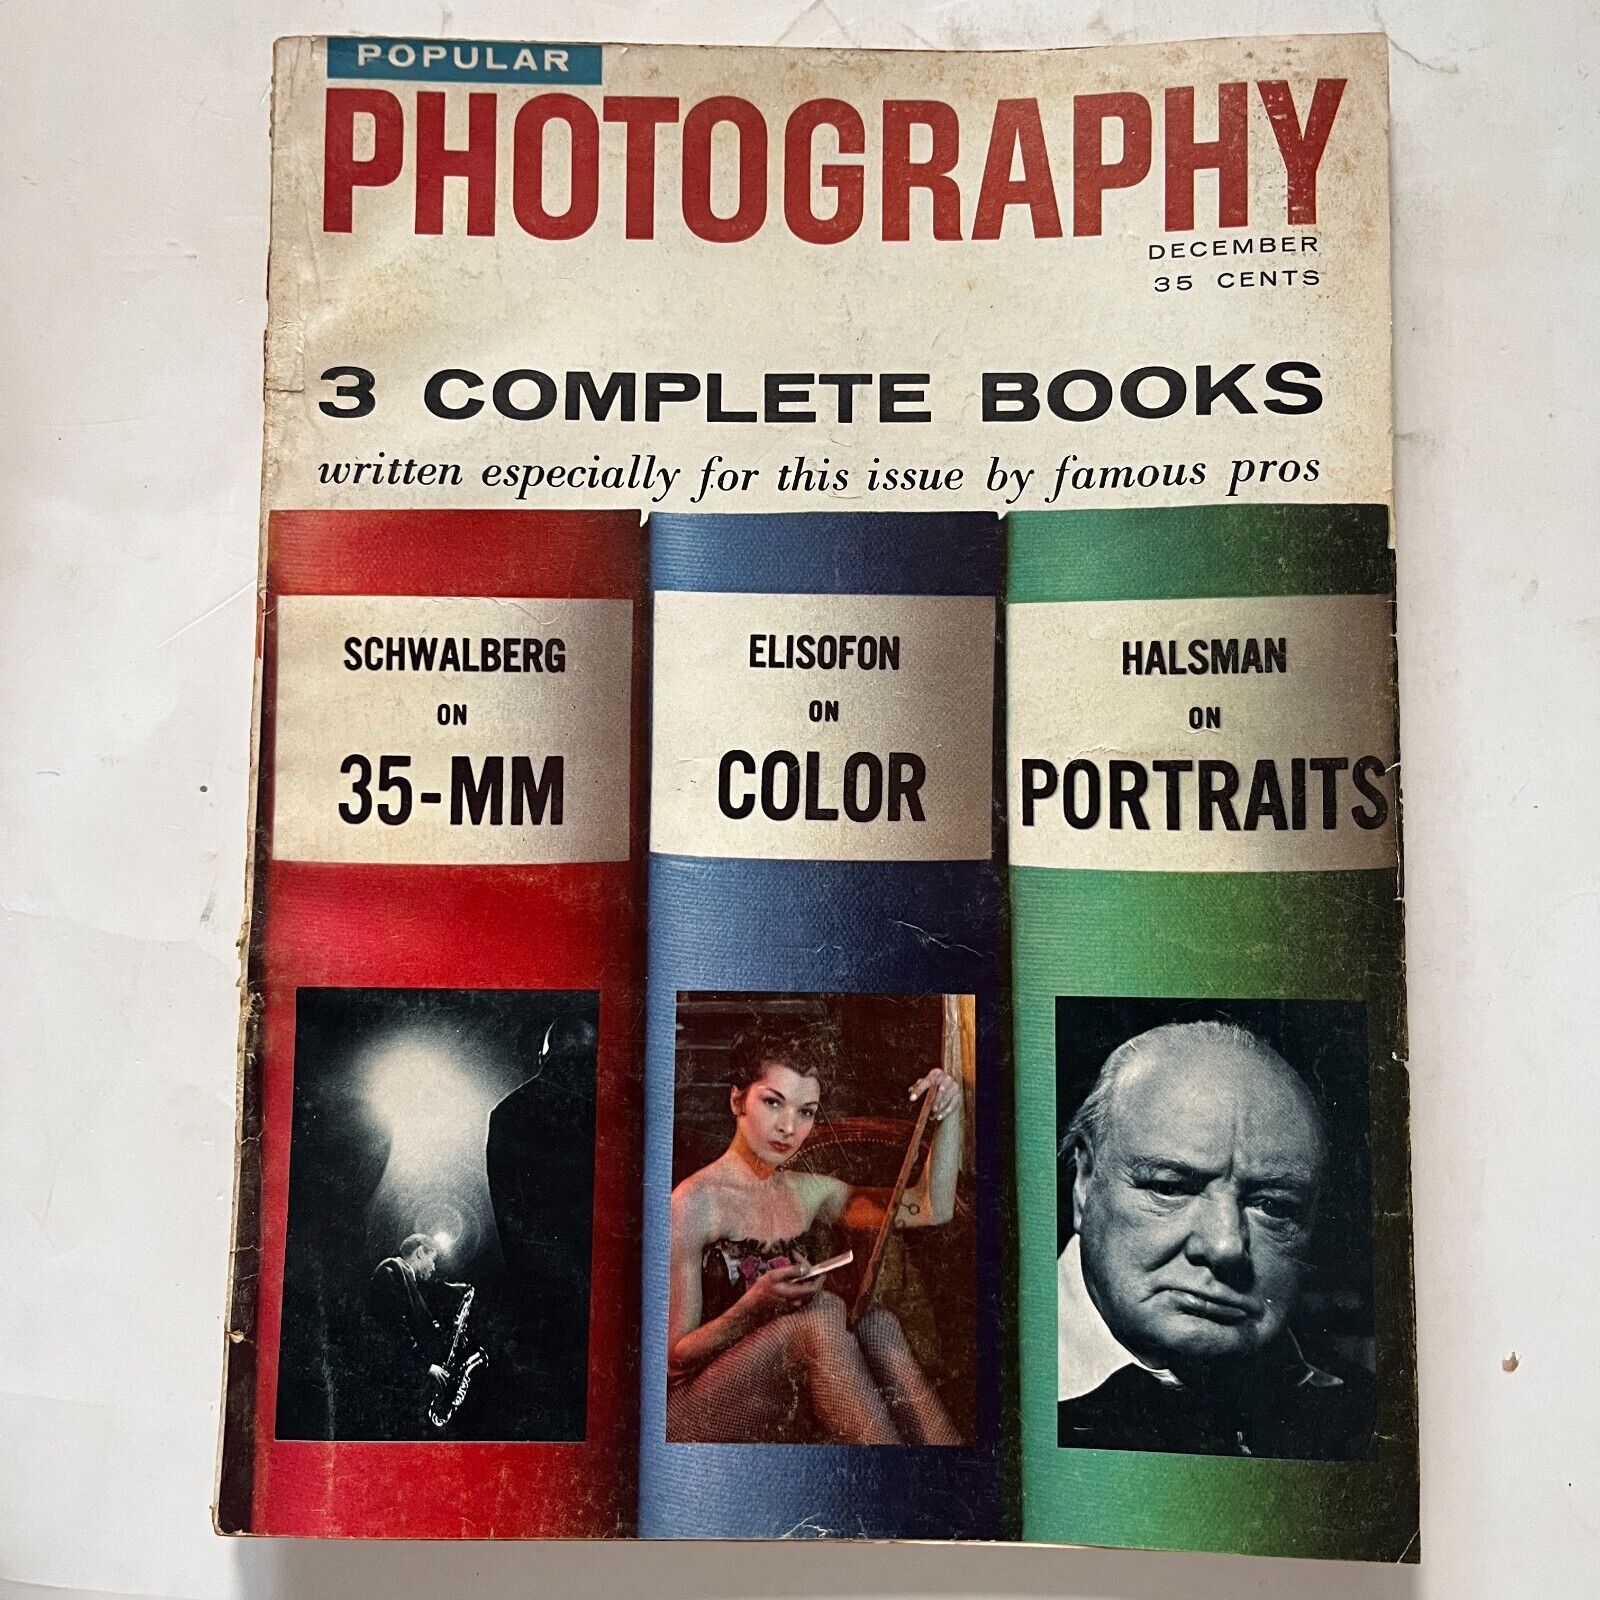 POPULAR
PHOTOGRAPHY
DECEMBER
35 CENTS
3 COMPLETE BOOKS
written especially for this issue by famous pros
SCHWALBERG
ON
35-MM
ELISOFON
ON
COLOR
HALSMAN
ON
PORTRAITS